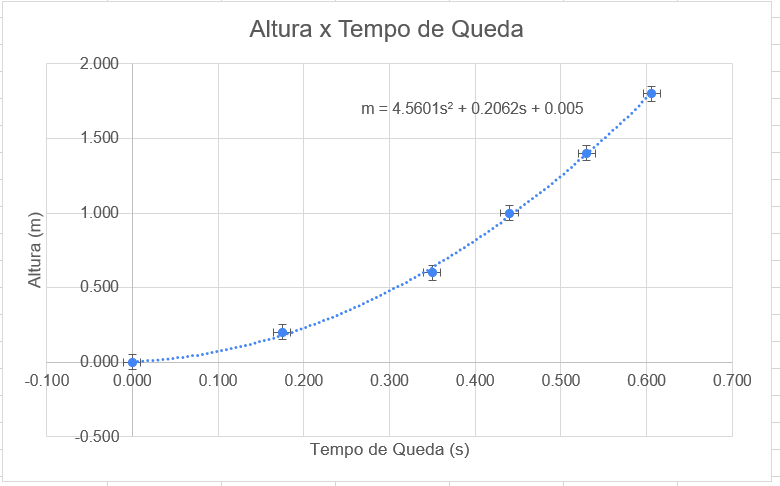 Altura x Tempo de Queda
2.000
m = 4.5601s² + 0.2062s + 0.005
1.500
1.000
Altura (m)
0.500
0.000
-0.100 0.000 0.100 0.200 0.300 0.400 0.500 0.600 0.700
-0.500
Tempo de Queda (s)